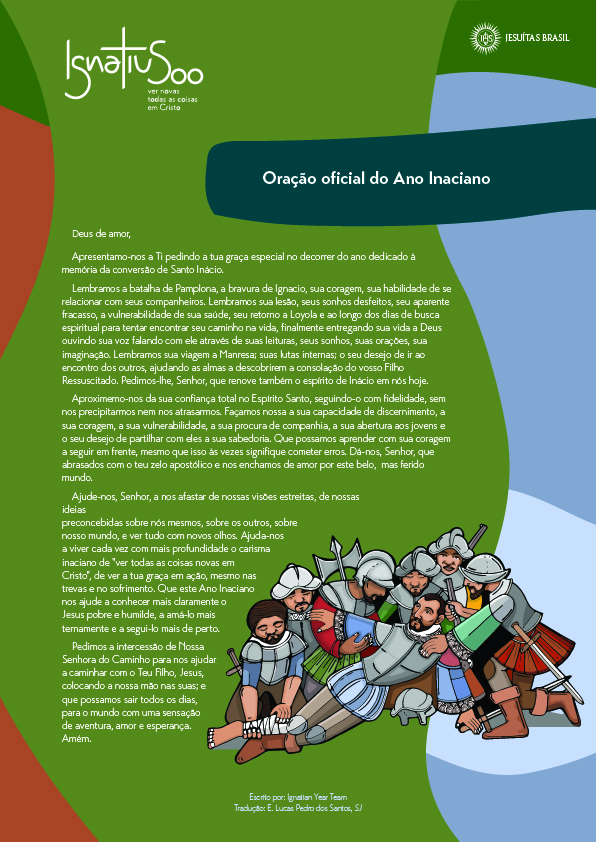 Ignatius500
ver novas
todas as coisas
em Cristo
IHS
JESUÍTAS BRASIL
Oração oficial do Ano Inaciano
Deus de amor,
Apresentamo-nos a Ti pedindo a tua graça especial no decorrer do ano dedicado à
memória da conversão de Santo Inácio.
Lembramos a batalha de Pamplona, a bravura de Ignacio, sua coragem, sua habilidade de se
relacionar com seus companheiros. Lembramos sua lesão, seus sonhos desfeitos, seu aparente
fracasso, a vulnerabilidade de sua saúde, seu retorno a Loyola e ao longo dos dias de busca
espiritual para tentar encontrar seu caminho na vida, finalmente entregando sua vida a Deus
ouvindo sua voz falando com ele através de suas leituras, seus sonhos, suas orações, sua
imaginação. Lembramos sua viagem a Manresa; suas lutas internas; o seu desejo de ir ao
encontro dos outros, ajudando as almas a descobrirem a consolação do vosso Filho
Ressuscitado. Pedimos-lhe, Senhor, que renove também o espírito de Inácio em nós hoje.
Aproximemo-nos da sua confiança total no Espírito Santo, seguindo-o com fidelidade, sem
nos precipitarmos nem nos atrasarmos. Façamos nossa a sua capacidade de discernimento, a
sua coragem, a sua vulnerabilidade, a sua procura de companhia, a sua abertura aos jovens e
o seu desejo de partilhar com eles a sua sabedoria. Que possamos aprender com sua coragem
a seguir em frente, mesmo que isso às vezes signifique cometer erros. Dá-nos, Senhor, que
abrasados com o teu zelo apostólico e nos enchamos de amor por este belo, mas ferido
mundo.
Ajude-nos, Senhor, a nos afastar de nossas visões estreitas, de nossas
ideias
preconcebidas sobre nós mesmos, sobre os outros, sobre
nosso mundo, e ver tudo com novos olhos. Ajuda-nos
a viver cada vez com mais profundidade o carisma
inaciano de "ver todas as coisas novas em
Cristo", de ver a tua graça em ação, mesmo nas
trevas e no sofrimento. Que este Ano Inaciano
nos ajude a conhecer mais claramente o
Jesus pobre e humilde, a amá-lo mais
ternamente e a segui-lo mais de perto.
Pedimos a intercessão de Nossa
Senhora do Caminho para nos ajudar
a caminhar com o Teu Filho, Jesus,
colocando a nossa mão nas suas; e
que possamos sair todos os dias,
para o mundo com uma sensação
de aventura, amor e esperança.
Amém.
Escrito por: Ignatian Year Team
Tradução: E. Lucas Pedro dos Santos, SJ